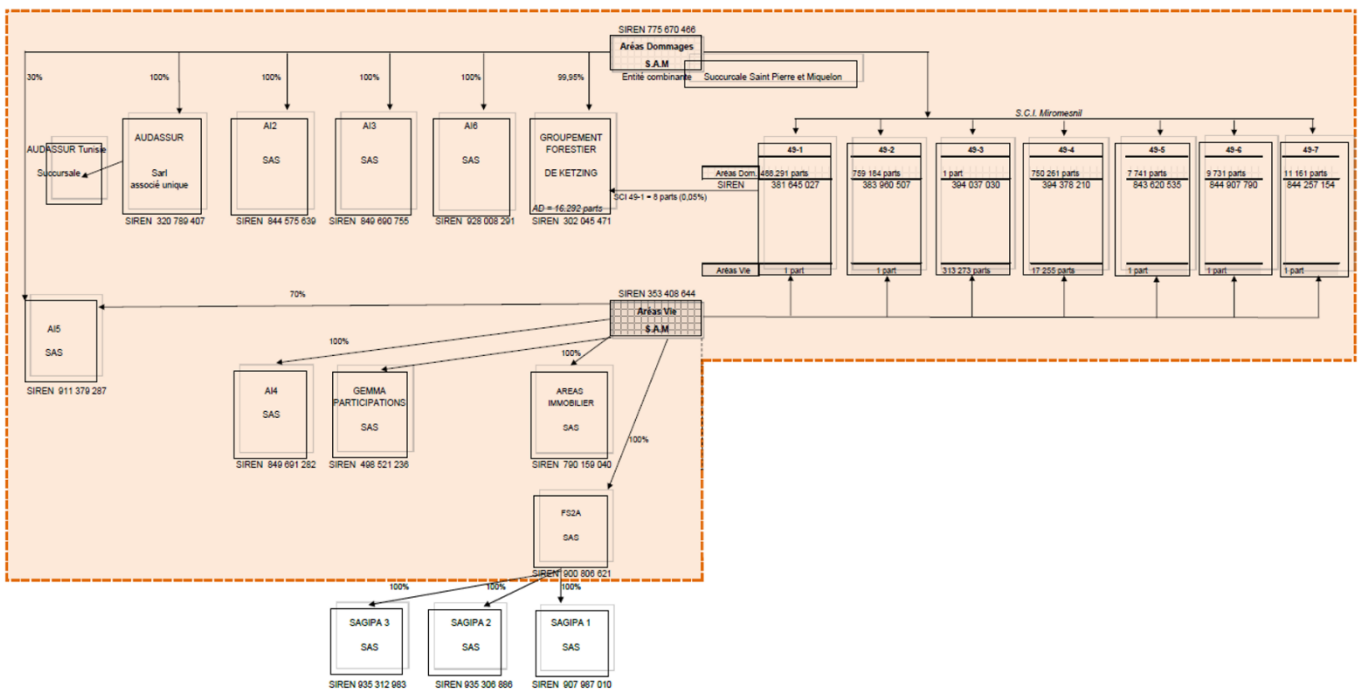 SIREN 775 670 466
Aréas Dommages
S.A.M
Entité combinante
Succurcale Saint Pierre et Miquelon
30%
100%
100%
100%
100%
99,95%
S.C.I. Miromesnil
AUDASSUR Tunisie
Succursale
AUDASSUR
Sarl
associé unique
SIREN 320 789 407
AI2
SAS
SIREN 844 575 639
AI3
SAS
SIREN 849 690 755
AI6
SAS
SIREN 928 008 291
GROUPEMENT
FORESTIER
DE KETZING
AD = 16.292 parts
SIREN 302 045 471
SCI 49-1 = 8 parts (0,05%)
49-1 49-2 49-3 49-4 49-5 49-6 49-7
Aréas Dom. 488.291 parts 759 184 parts 1 part 750 261 parts 7 741 parts 9 731 parts 11 161 parts
SIREN 381 645 027 383 960 507 394 037 030 394 378 210 843 620 535 844 907 790 844 257 154
Aréas Vie 1 part 1 part 313 273 parts 17 255 parts 1 part 1 part 1 part
70%
SIREN 353 408 644
Aréas Vie
S.A.M
AI5
SAS
SIREN 911 379 287
100%
100%
100%
AI4
SAS
SIREN 849 691 282
GEMMA
PARTICIPATIONS
SAS
SIREN 498 521 236
AREAS
IMMOBILIER
SAS
SIREN 790 159 040
FS2A
SAS
SIREN 900 806 621
100%
100%
100%
SAGIPA 3
SAS
SIREN 935 312 983
SAGIPA 2
SAS
SIREN 935 306 886
SAGIPA 1
SAS
SIREN 907 987 010